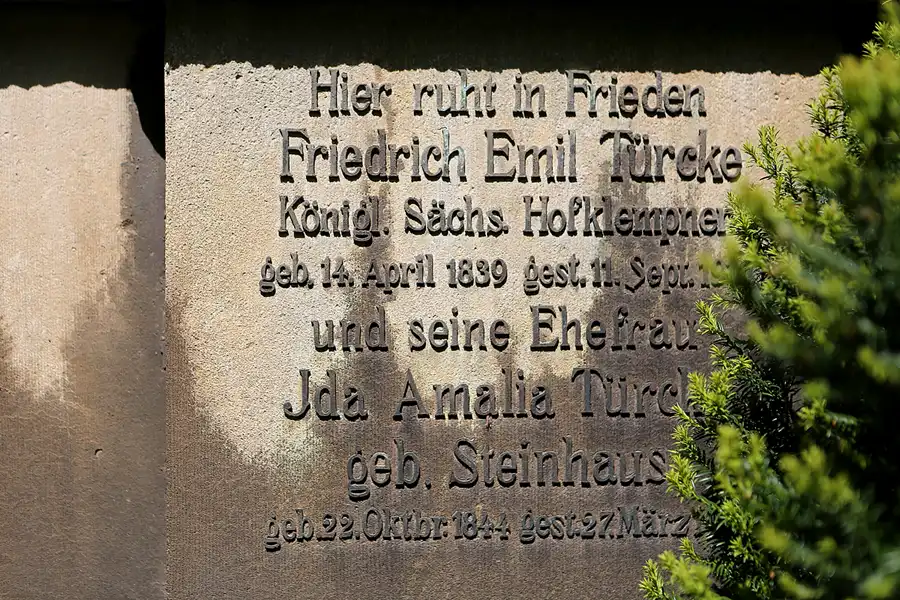 Hier ruht in Frieden
Friedrich Emil Türcke
Königl. Sächs. Hofklempner
geb. 14. April 1839 gest. 11. Sept.
und seine Ehefrau
Jda Amalia
geb. Steinhaus
geb. 22. Oktbr. 1844 gest. 27. März